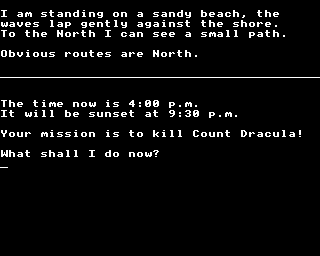 I am standing on a sandy beach, the
waves lap gently against the shore.
To the North I can see a small path.
Obvious routes are North.
The time now is 4:00 p.m.
It will be sunset at 9:30 p.m.
Your mission is to kill Count Dracula!
What shall I do now?